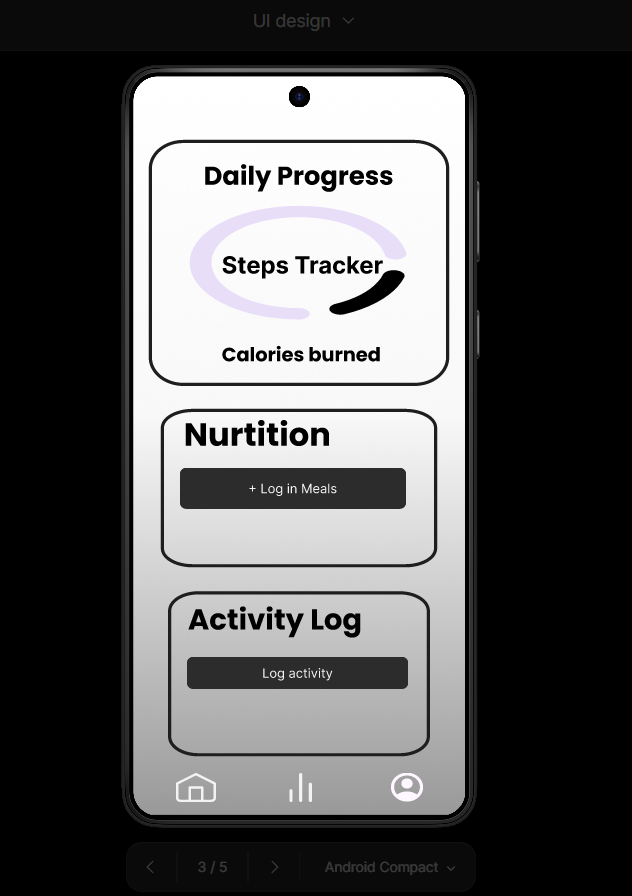 UI design
Daily Progress
Steps Tracker
Calories burned
Nurtition
+ Log in Meals
Activity Log
Log activity
3 / 5
Android Compact